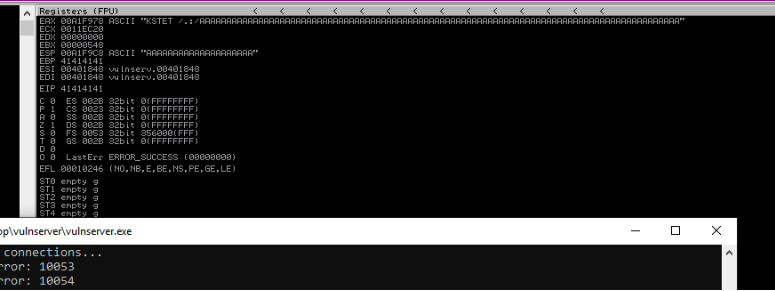 Registers (FPU) < < < < < < < < < < < < < <
EAX 00A1F978 ASCII "KSTET /.:/AAAAAAAAAAAAAAAAAAAAAAAAAAAAAAAAAAAAAAAAAAAAAAAAAAAAAAAAAAAAAAAAAAAAAAAAAAAAAAAAAA"
ECX 0011EC20
EDX 00000000
EBX 00000548
ESP 00A1F9C8 ASCII "AAAAAAAAAAAAAAAAAAAA"
EBP 41414141
ESI 00401848 vulnserv.00401848
EDI 00401848 vulnserv.00401848
EIP 41414141
C 0 ES 002B 32bit 0(FFFFFFFF)
P 1 CS 0023 32bit 0(FFFFFFFF)
A 0 SS 002B 32bit 0(FFFFFFFF)
Z 1 DS 002B 32bit 0(FFFFFFFF)
S 0 FS 0053 32bit 356000(FFF)
T 0 GS 002B 32bit 0(FFFFFFFF)
D 0
O 0 LastErr ERROR_SUCCESS (00000000)
EFL 00010246 (NO,NB,E,BE,NS,PE,GE,LE)
ST0 empty g
ST1 empty g
ST2 empty g
ST3 empty g
ST4 empty g
op\vulnserver\vulnserver.exe
connections...
rror: 10053
rror: 10054